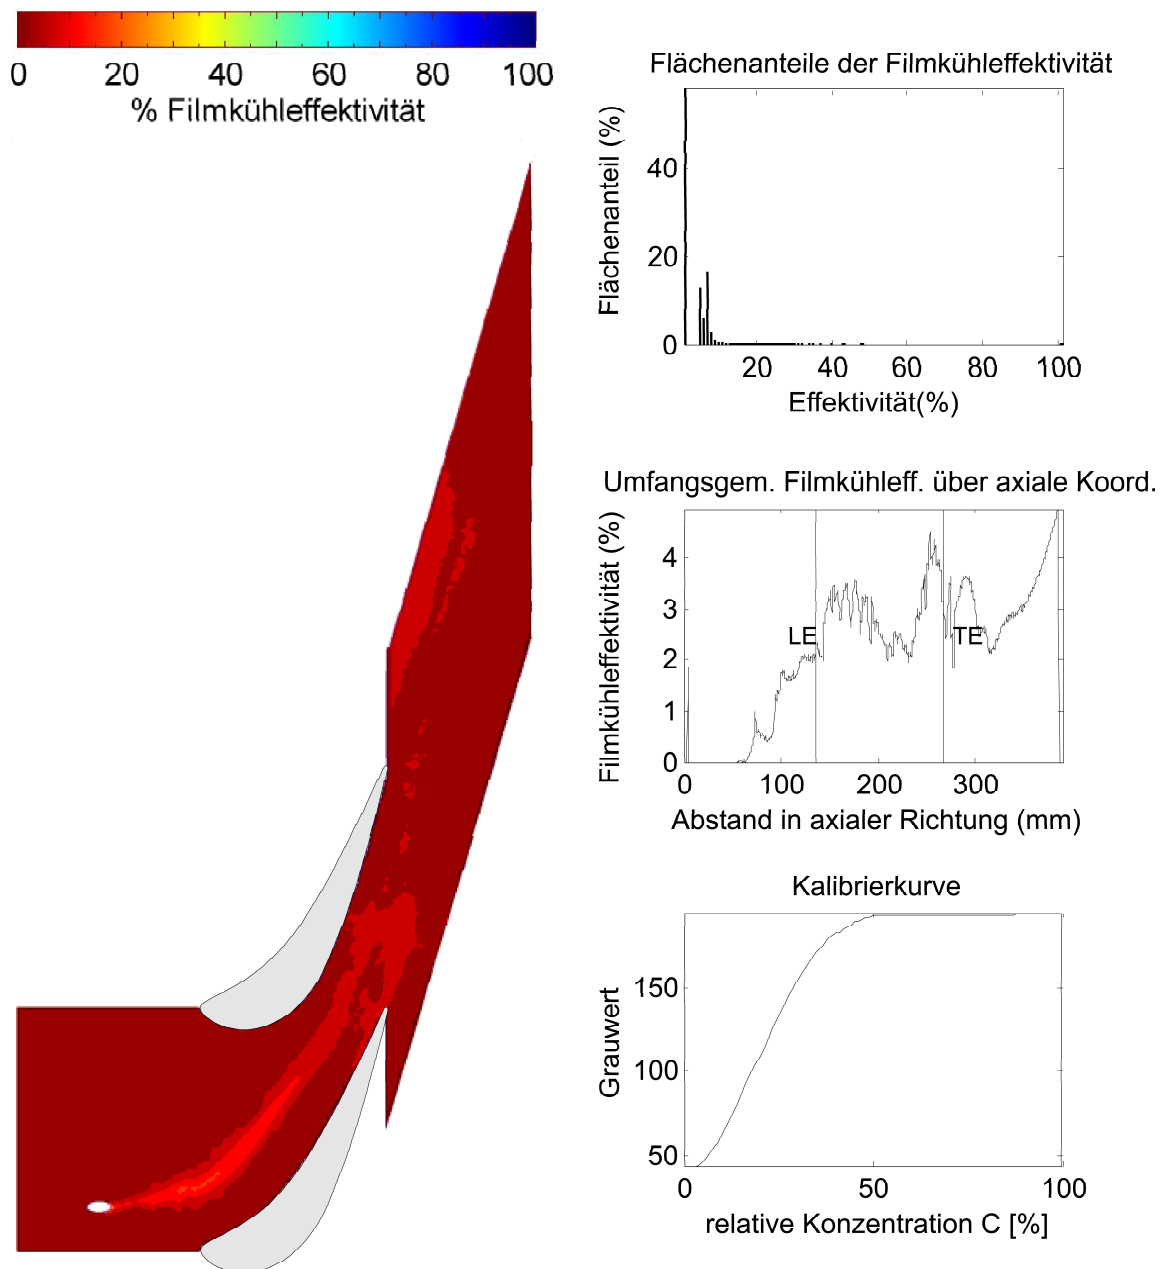 0 20 40 60 80 100
% Filmkühleffektivität
Flächenanteile der Filmkühleffektivität
Flächenanteil (%)
40
20
0
20 40 60 80 100
Effektivität(%)
Umfangsgem. Filmkühleff. über axiale Koord.
Filmkühleffektivität (%)
4
3
2
1
0
LE TE
0 100 200 300
Abstand in axialer Richtung (mm)
Kalibrierkurve
Grauwert
150
100
50
0 50 100
relative Konzentration C [%]